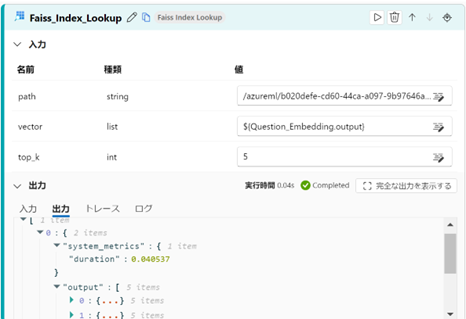 Faiss_Index_Lookup Faiss Index Lookup
入力
名前 種類 値
path string /azureml/b020defe-cd60-44ca-a097-9b97646a...
vector list ${Question_Embedding.output}
top_k int 5
出力 実行時間 0.04s Completed 完全な出力を表示する
入力 出力 トレース ログ
[ 1 item
0 : { 2 items
"system_metrics" : { 1 item
"duration" : 0.040537
}
"output" : [ 5 items
0 : {...} 5 items
1 : {...} 5 items